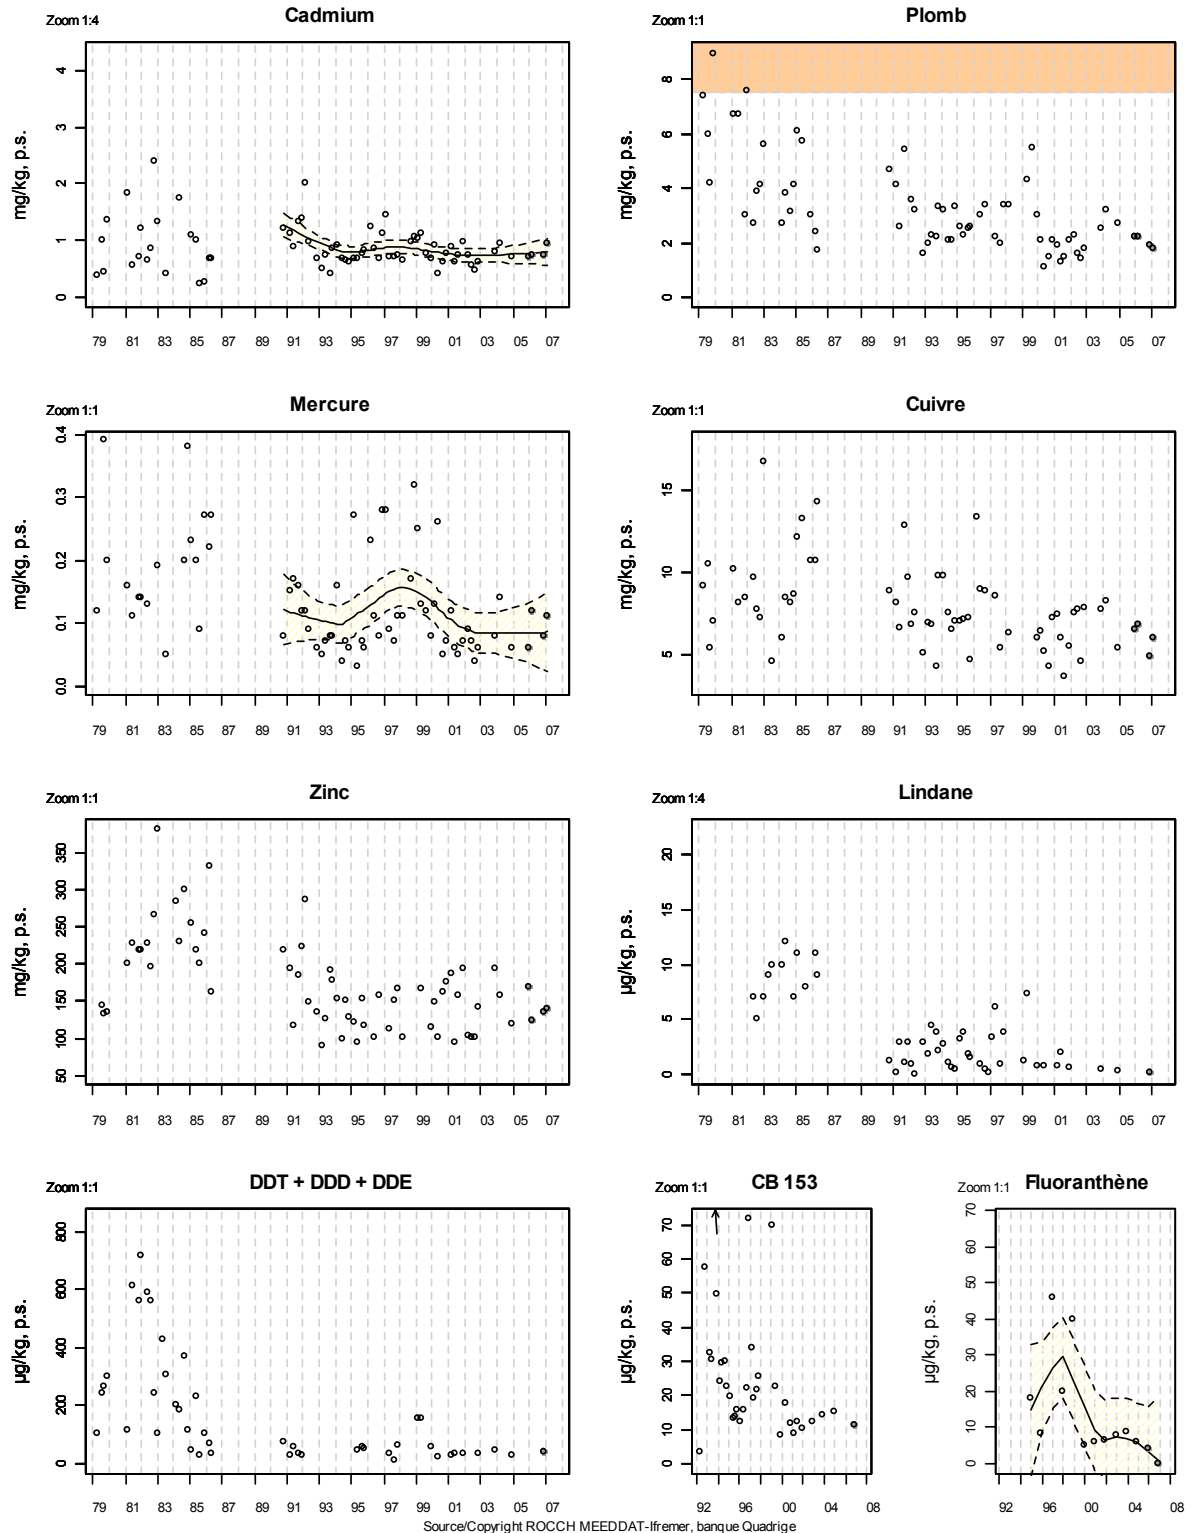 Zoom 1:4 Cadmium
4
3
2
1
0
mg/kg, p.s.
79 81 83 85 87 89 91 93 95 97 99 01 03 05 07
Zoom 1:1 Plomb
8
6
4
2
0
mg/kg, p.s.
79 81 83 85 87 89 91 93 95 97 99 01 03 05 07
Zoom 1:1 Mercure
0.4
0.3
0.2
0.1
0.0
mg/kg, p.s.
79 81 83 85 87 89 91 93 95 97 99 01 03 05 07
Zoom 1:1 Cuivre
15
10
5
mg/kg, p.s.
79 81 83 85 87 89 91 93 95 97 99 01 03 05 07
Zoom 1:1 Zinc
350
300
250
200
150
100
50
mg/kg, p.s.
79 81 83 85 87 89 91 93 95 97 99 01 03 05 07
Zoom 1:4 Lindane
20
15
10
5
0
µg/kg, p.s.
79 81 83 85 87 89 91 93 95 97 99 01 03 05 07
Zoom 1:1 DDT + DDD + DDE
800
600
400
200
0
µg/kg, p.s.
79 81 83 85 87 89 91 93 95 97 99 01 03 05 07
Zoom 1:1 CB 153
70
60
50
40
30
20
10
0
µg/kg, p.s.
92 96 00 04 08
Zoom 1:1 Fluoranthène
70
60
50
40
30
20
10
0
µg/kg, p.s.
92 96 00 04 08
Source/Copyright ROCCH MEEDDAT-Ifremer, banque Quadrige